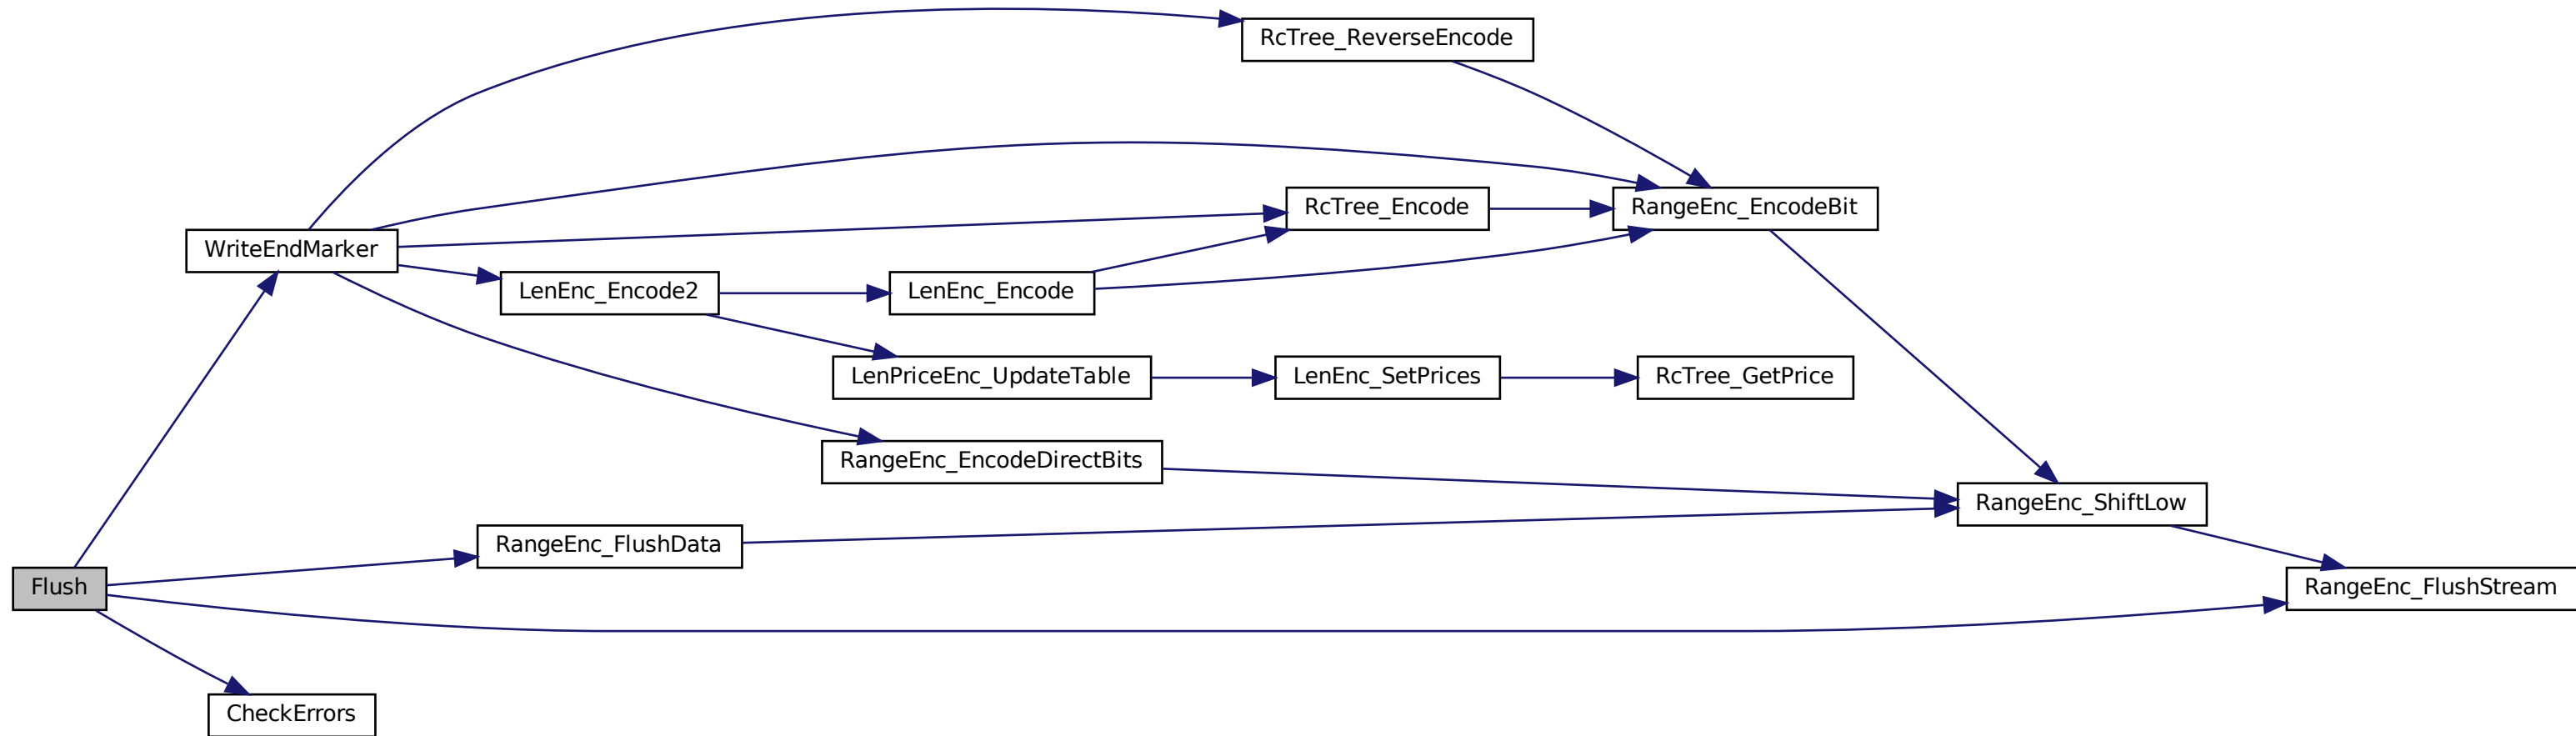 RcTree_ReverseEncode
RcTree_Encode
RangeEnc_EncodeBit
WriteEndMarker
LenEnc_Encode2
LenEnc_Encode
LenPriceEnc_UpdateTable
LenEnc_SetPrices
RcTree_GetPrice
RangeEnc_EncodeDirectBits
RangeEnc_ShiftLow
RangeEnc_FlushData
Flush
RangeEnc_FlushStream
CheckErrors